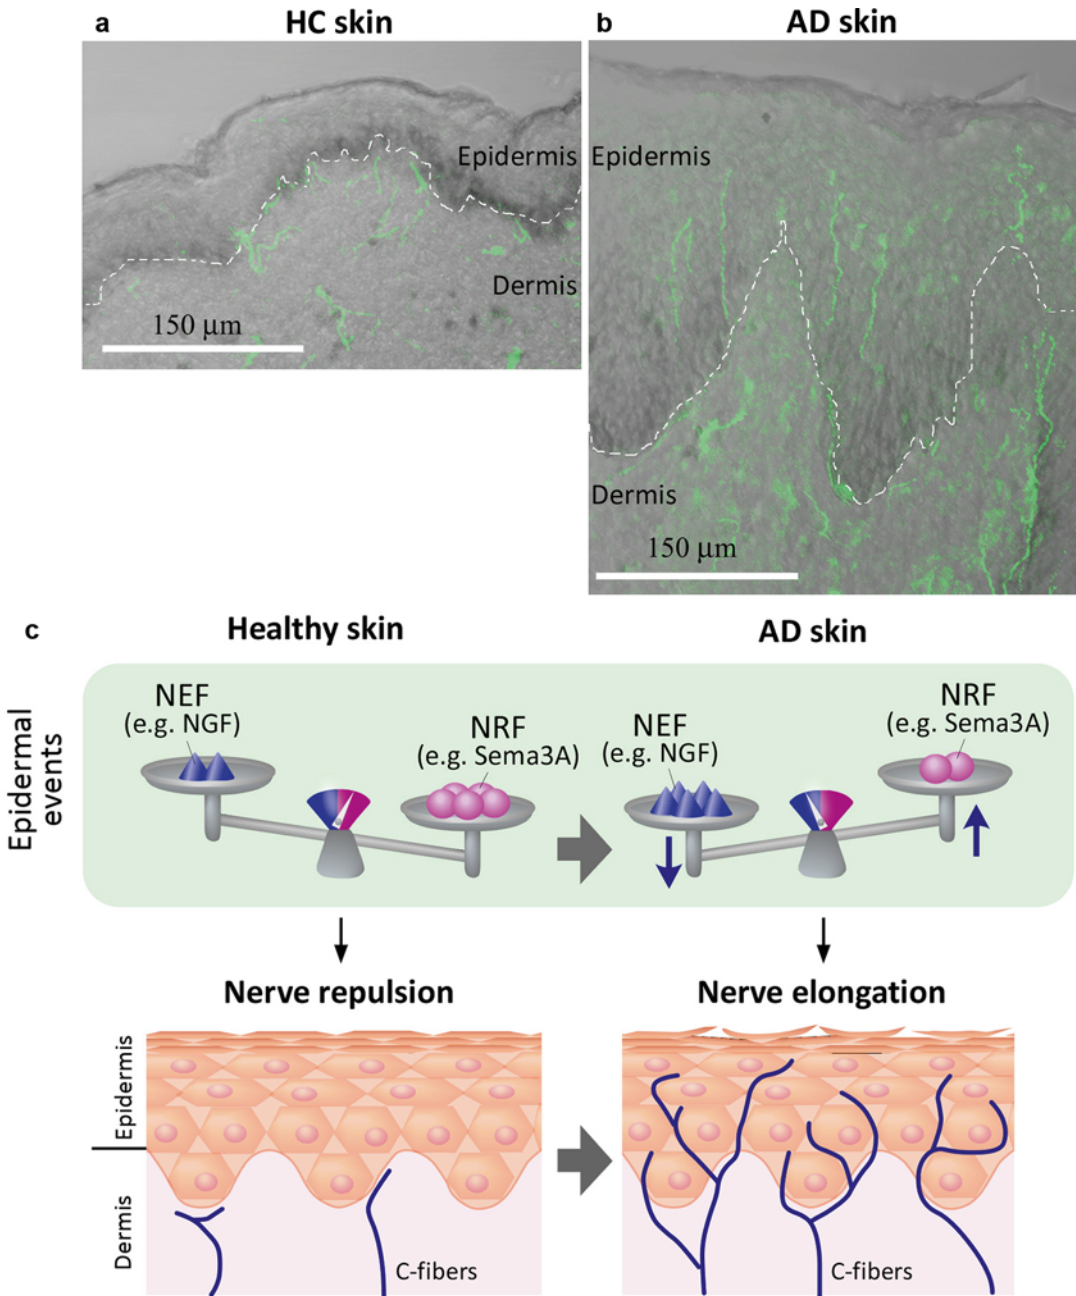 a
HC skin
b
AD skin
Epidermis
Epidermis
Dermis
150 µm
Dermis
150 µm
c
Healthy skin
AD skin
Epidermal
events
NEF
(e.g. NGF)
NRF
(e.g. Sema3A)
NEF
(e.g. NGF)
NRF
(e.g. Sema3A)
Nerve repulsion
Nerve elongation
Epidermis
Dermis
C-fibers
C-fibers